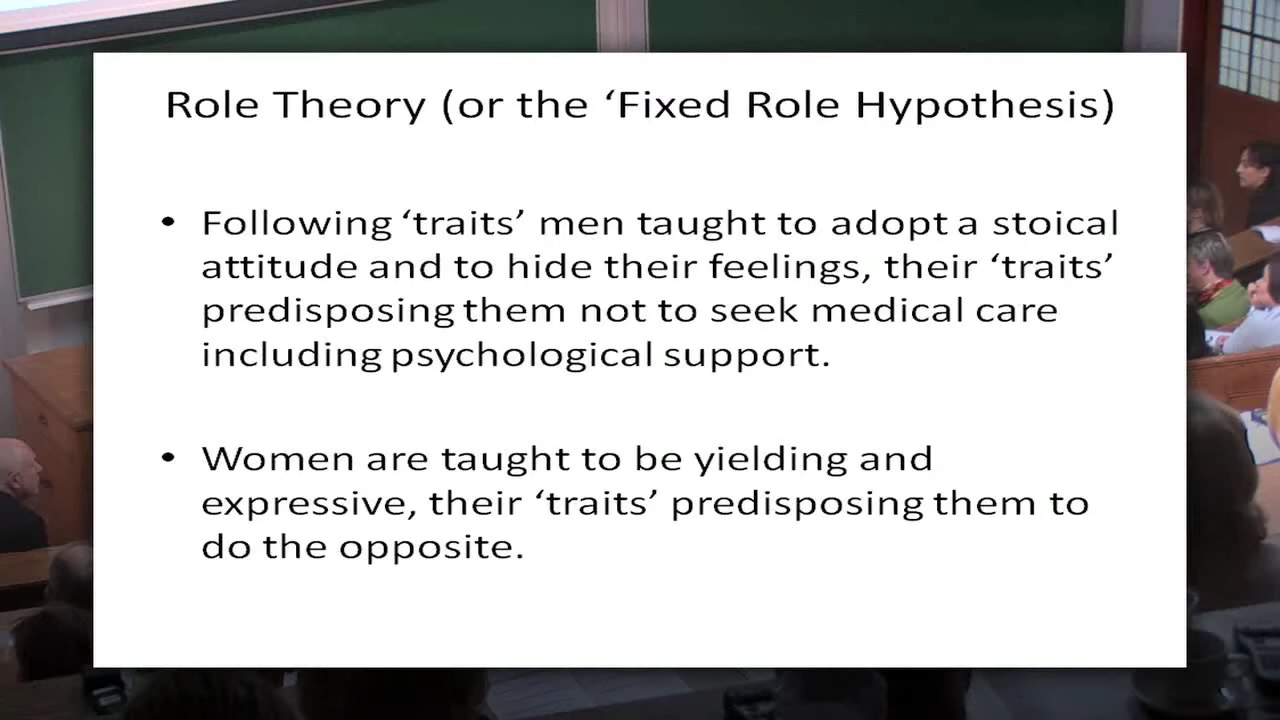 Role Theory (or the ‘Fixed Role Hypothesis)
• Following ‘traits’ men taught to adopt a stoical
attitude and to hide their feelings, their ‘traits’
predisposing them not to seek medical care
including psychological support.
• Women are taught to be yielding and
expressive, their ‘traits’ predisposing them to
do the opposite.